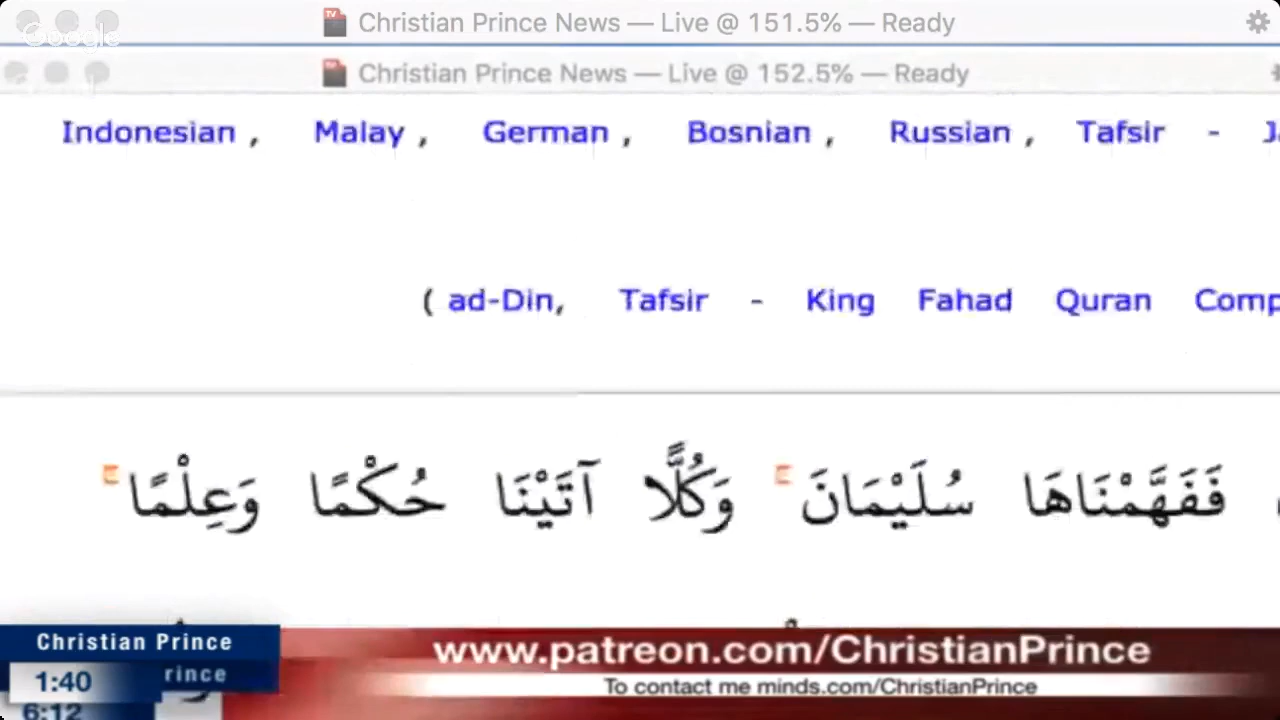 Christian Prince News — Live @ 151.5% — Ready
Google
Christian Prince News — Live @ 152.5% — Ready
Indonesian , Malay , German , Bosnian , Russian , Tafsir -
( ad-Din, Tafsir - King Fahad Quran
فَفَهَّمْنَاهَا سُلَيْمَانَ ۚ وَكُلًّا آتَيْنَا حُكْمًا وَعِلْمًا ۚ
Christian Prince
www.patreon.com/ChristianPrince
rince
1:40
To contact me minds.com/ChristianPrince
6:12